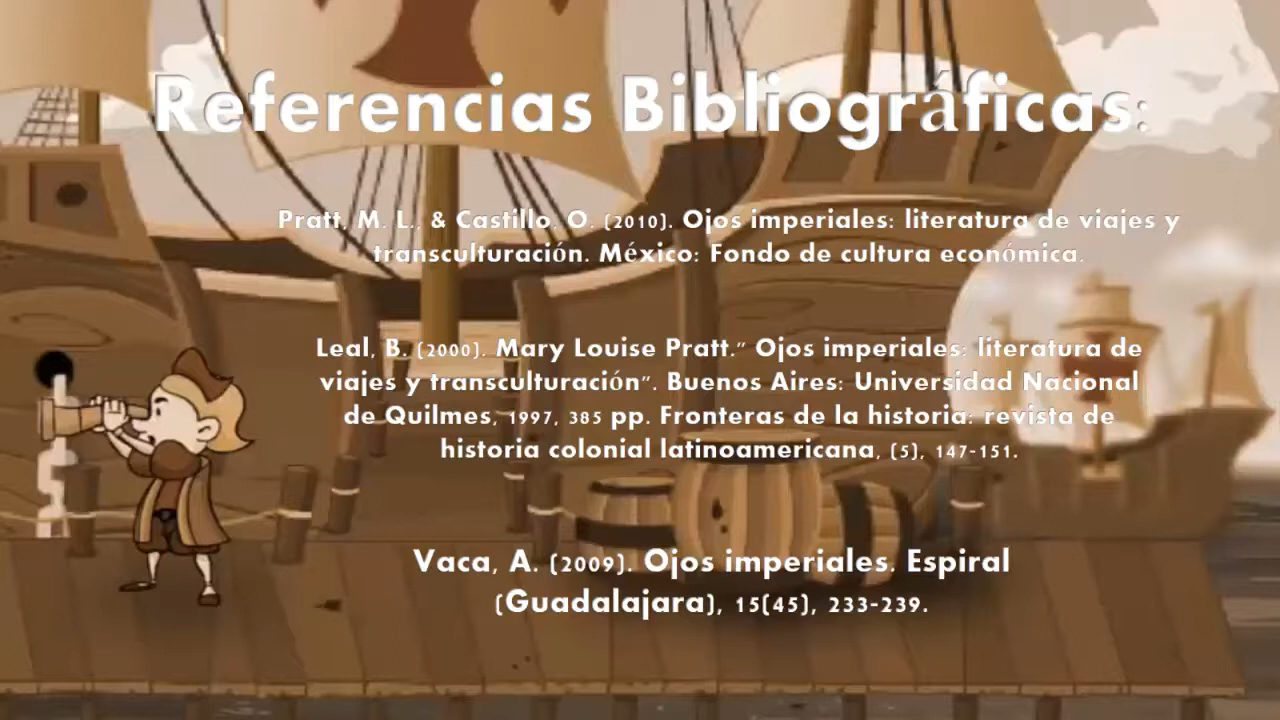 Referencias Bibliográficas:
Pratt, M. L., & Castillo, O. (2010). Ojos imperiales: literatura de viajes y
transculturación. México: Fondo de cultura económica.
Leal, B. (2000). Mary Louise Pratt.” Ojos imperiales: literatura de
viajes y transculturación”. Buenos Aires: Universidad Nacional
de Quilmes, 1997, 385 pp. Fronteras de la historia: revista de
historia colonial latinoamericana, (5), 147-151.
Vaca, A. (2009). Ojos imperiales. Espiral
(Guadalajara), 15(45), 233-239.